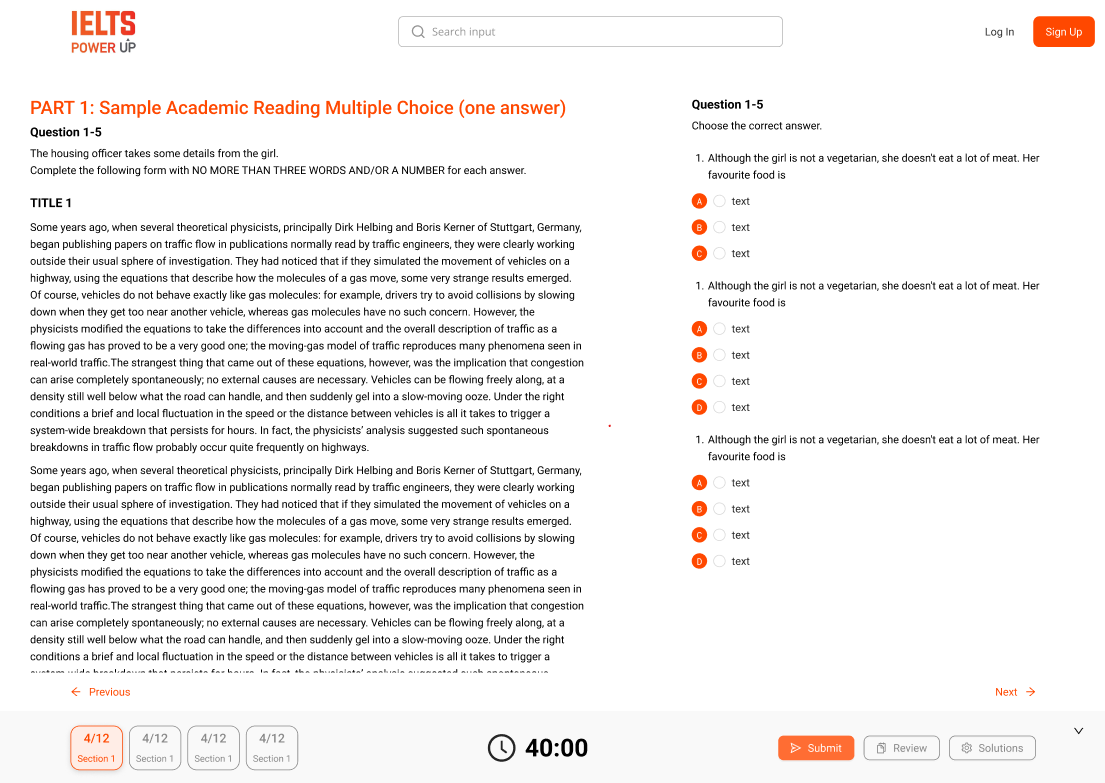 IELTS
POWER UP
Search input
Log In
Sign Up
PART 1: Sample Academic Reading Multiple Choice (one answer)
Question 1-5
The housing officer takes some details from the girl.
Complete the following form with NO MORE THAN THREE WORDS AND/OR A NUMBER for each answer.
TITLE 1
Some years ago, when several theoretical physicists, principally Dirk Helbing and Boris Kerner of Stuttgart, Germany,
began publishing papers on traffic flow in publications normally read by traffic engineers, they were clearly working
outside their usual sphere of investigation. They had noticed that if they simulated the movement of vehicles on a
highway, using the equations that describe how the molecules of a gas move, some very strange results emerged.
Of course, vehicles do not behave exactly like gas molecules: for example, drivers try to avoid collisions by slowing
down when they get too near another vehicle, whereas gas molecules have no such concern. However, the
physicists modified the equations to take the differences into account and the overall description of traffic as a
flowing gas has proved to be a very good one; the moving-gas model of traffic reproduces many phenomena seen in
real-world traffic.The strangest thing that came out of these equations, however, was the implication that congestion
can arise completely spontaneously; no external causes are necessary. Vehicles can be flowing freely along, at a
density still well below what the road can handle, and then suddenly gel into a slow-moving ooze. Under the right
conditions a brief and local fluctuation in the speed or the distance between vehicles is all it takes to trigger a
system-wide breakdown that persists for hours. In fact, the physicists' analysis suggested such spontaneous
breakdowns in traffic flow probably occur quite frequently on highways.
Some years ago, when several theoretical physicists, principally Dirk Helbing and Boris Kerner of Stuttgart, Germany,
began publishing papers on traffic flow in publications normally read by traffic engineers, they were clearly working
outside their usual sphere of investigation. They had noticed that if they simulated the movement of vehicles on a
highway, using the equations that describe how the molecules of a gas move, some very strange results emerged.
Of course, vehicles do not behave exactly like gas molecules: for example, drivers try to avoid collisions by slowing
down when they get too near another vehicle, whereas gas molecules have no such concern. However, the
physicists modified the equations to take the differences into account and the overall description of traffic as a
flowing gas has proved to be a very good one; the moving-gas model of traffic reproduces many phenomena seen in
real-world traffic.The strangest thing that came out of these equations, however, was the implication that congestion
can arise completely spontaneously; no external causes are necessary. Vehicles can be flowing freely along, at a
density still well below what the road can handle, and then suddenly gel into a slow-moving ooze. Under the right
conditions a brief and local fluctuation in the speed or the distance between vehicles is all it takes to trigger a
system-wide breakdown that persists for hours. In fact, the physicists' analysis suggested such spontaneous
Question 1-5
Choose the correct answer.
1. Although the girl is not a vegetarian, she doesn't eat a lot of meat. Her
favourite food is
A text
B text
C text
1. Although the girl is not a vegetarian, she doesn't eat a lot of meat. Her
favourite food is
A text
B text
C text
D text
1. Although the girl is not a vegetarian, she doesn't eat a lot of meat. Her
favourite food is
A text
B text
C text
D text
Previous
Next
4/12
Section 1
4/12
Section 1
4/12
Section 1
4/12
Section 1
40:00
Submit
Review
Solutions